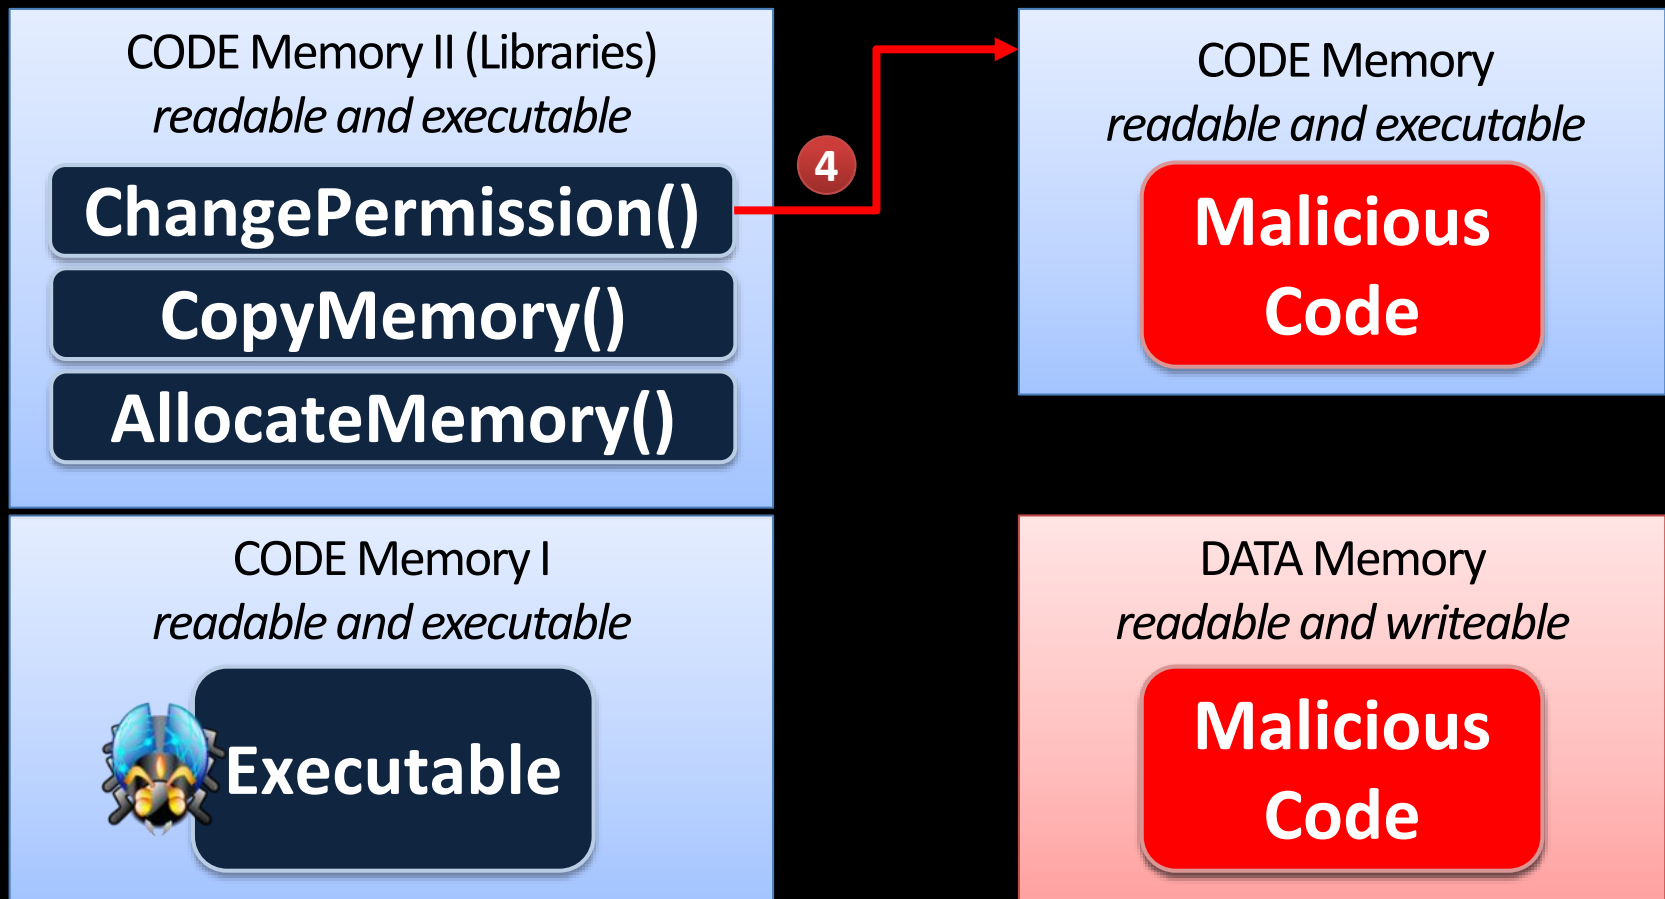 CODE Memory II (Libraries)
readable and executable
ChangePermission()
CopyMemory()
AllocateMemory()
4
CODE Memory
readable and executable
Malicious
Code
CODE Memory I
readable and executable
Executable
DATA Memory
readable and writeable
Malicious
Code